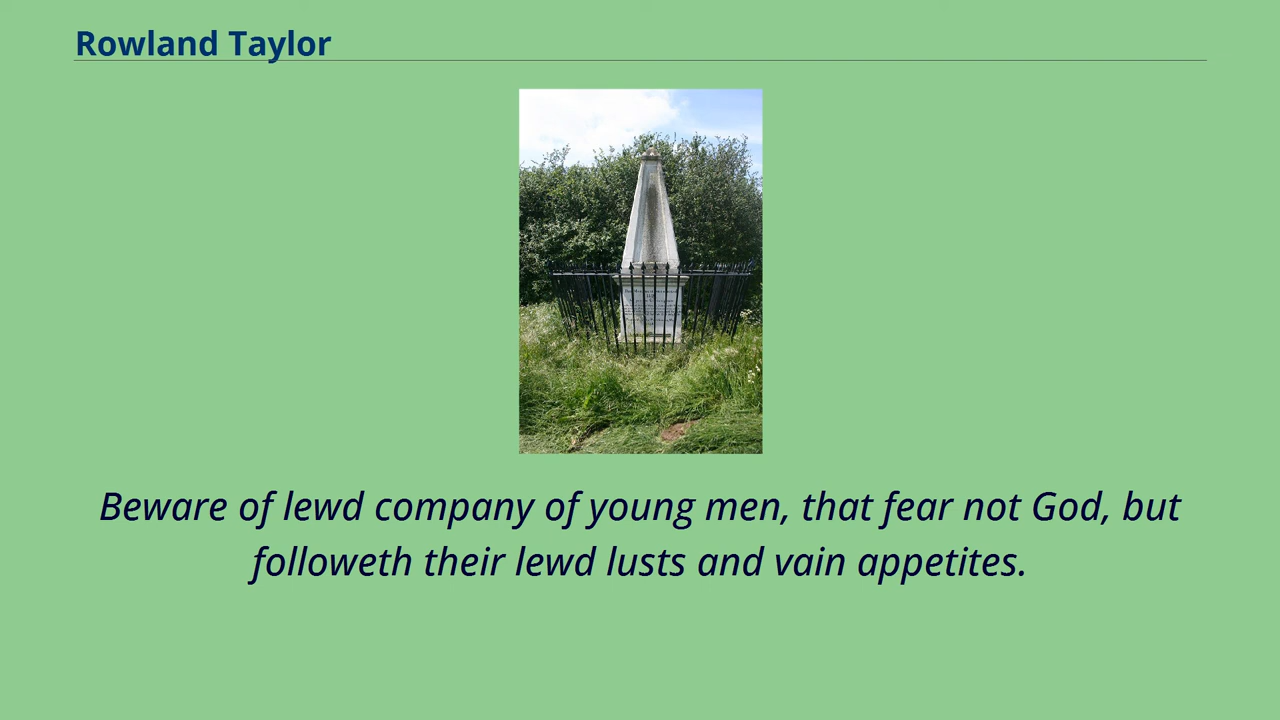 Rowland Taylor
Beware of lewd company of young men, that fear not God, but
followeth their lewd lusts and vain appetites.